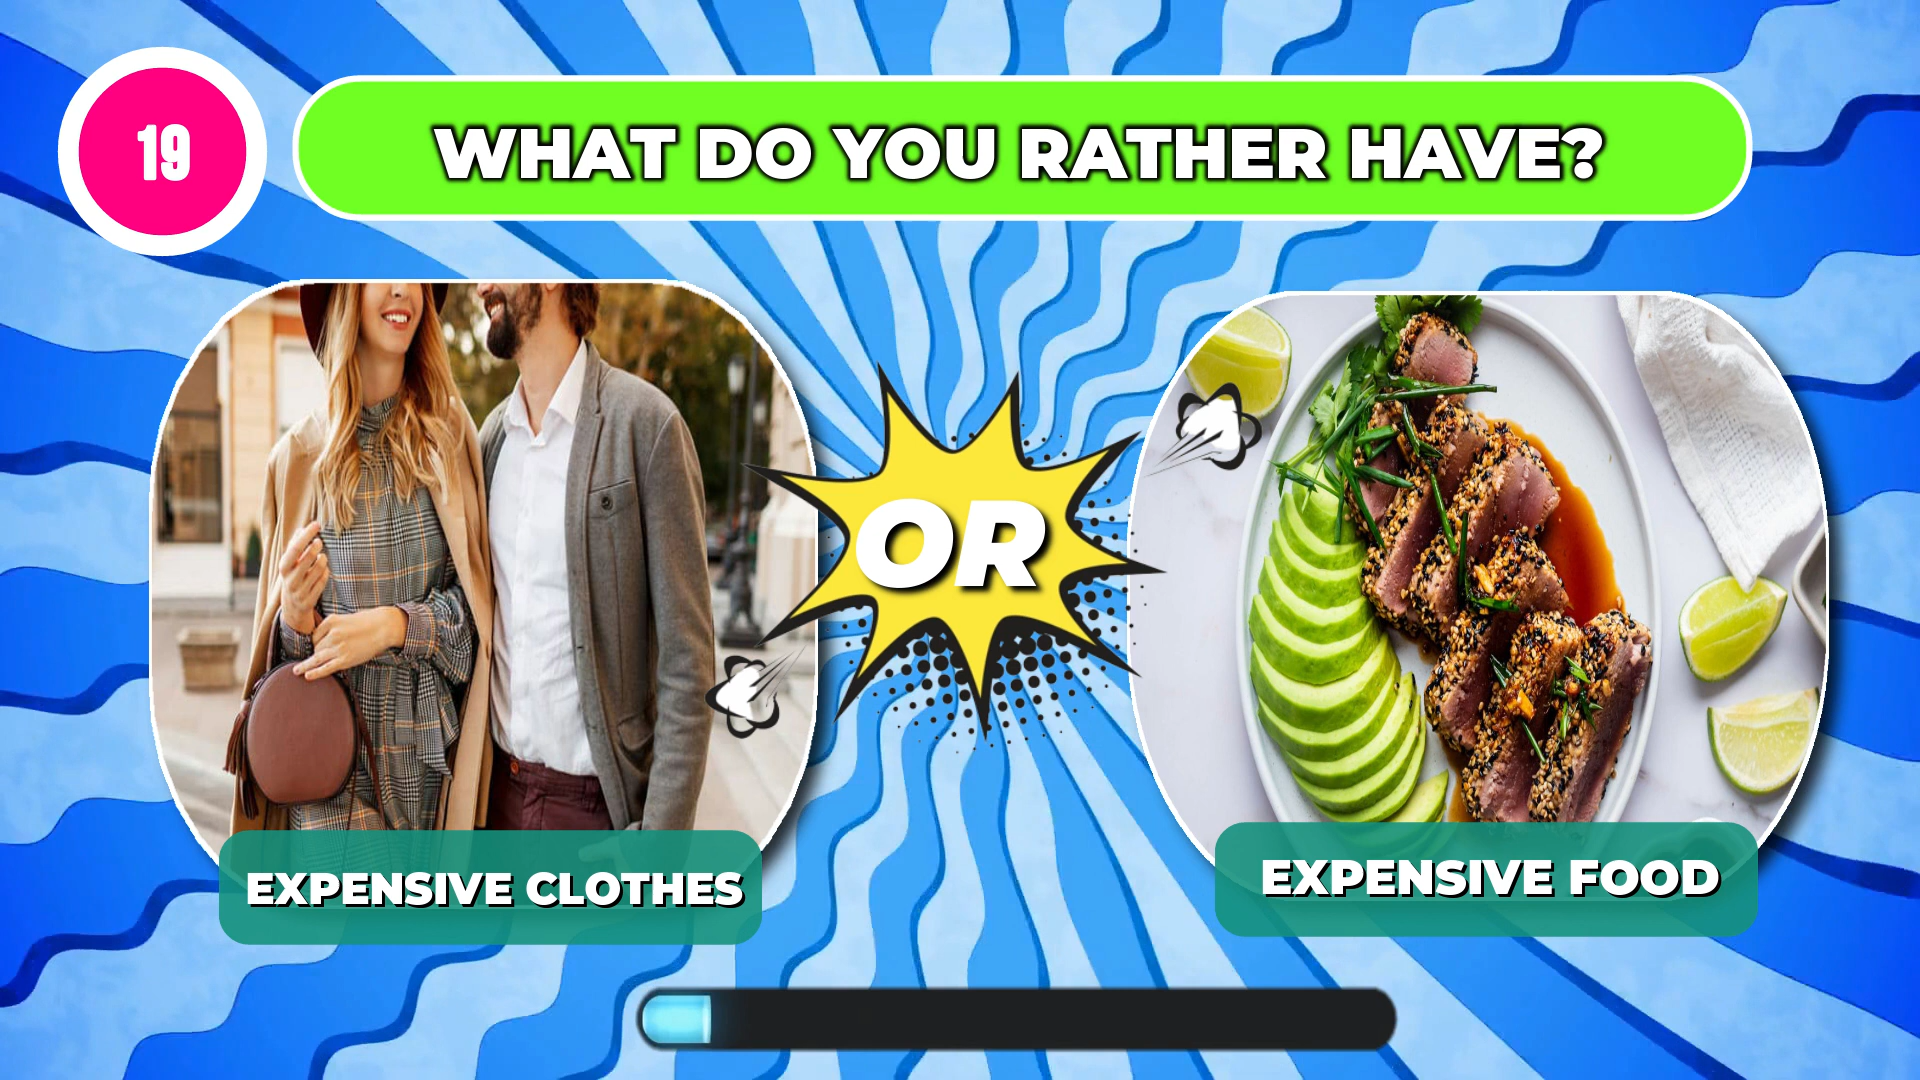 19
WHAT DO YOU RATHER HAVE?
OR
EXPENSIVE CLOTHES
EXPENSIVE FOOD